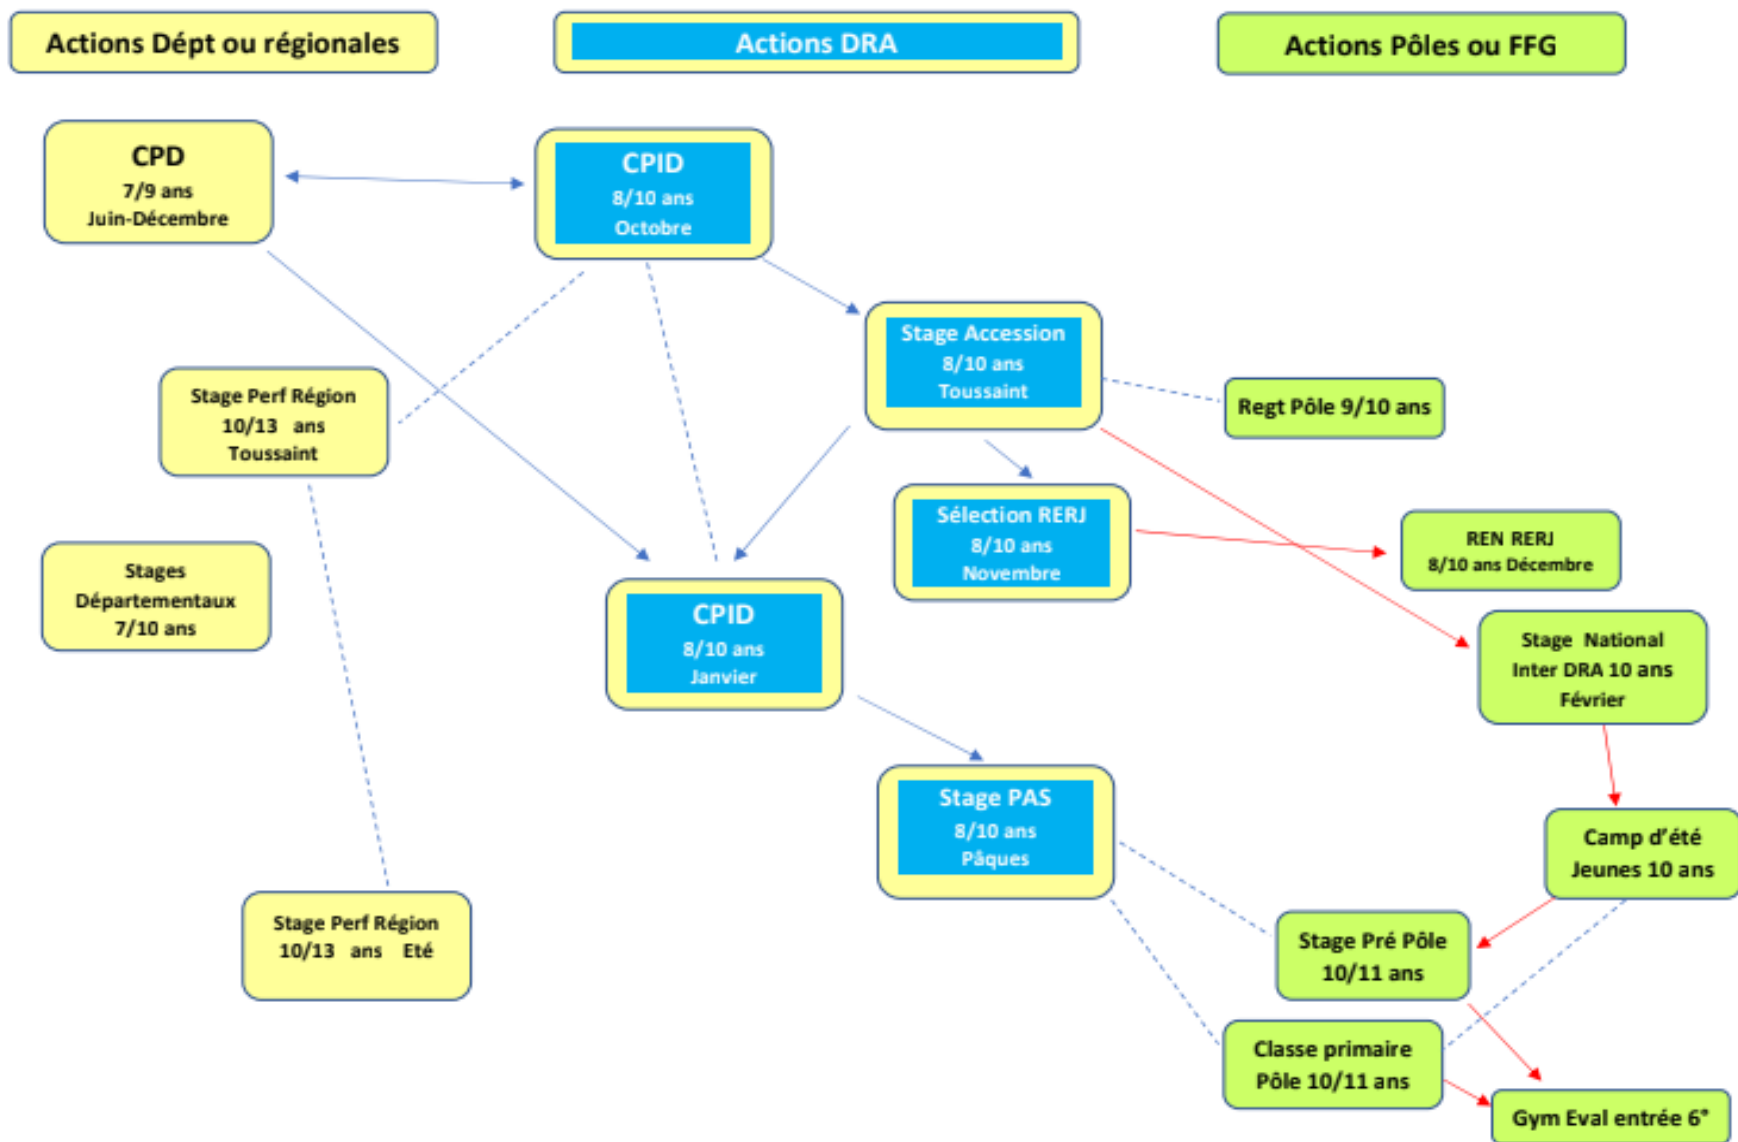 Actions Dépt ou régionales
Actions DRA
Actions Pôles ou FFG
CPD
7/9 ans
Juin-Décembre
CPID
8/10 ans
Octobre
Stage Accession
8/10 ans
Toussaint
Stage Perf Région
10/13 ans
Toussaint
Regt Pôle 9/10 ans
Sélection RERJ
8/10 ans
Novembre
REN RERJ
8/10 ans Décembre
Stages
Départementaux
7/10 ans
CPID
8/10 ans
Janvier
Stage National
Inter DRA 10 ans
Février
Stage PAS
8/10 ans
Pâques
Camp d'été
Jeunes 10 ans
Stage Perf Région
10/13 ans Eté
Stage Pré Pôle
10/11 ans
Classe primaire
Pôle 10/11 ans
Gym Eval entrée 6°